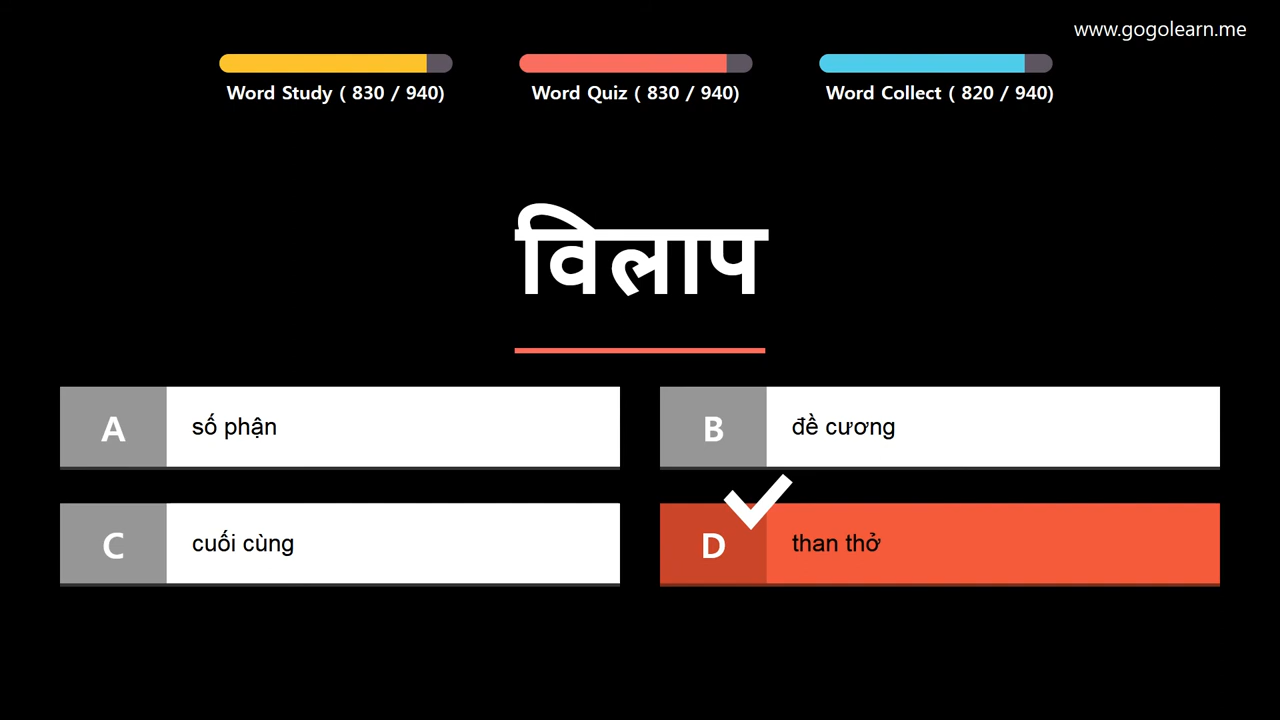 www.gogolearn.me
Word Study ( 830 / 940)
Word Quiz ( 830 / 940)
Word Collect ( 820 / 940)
विलाप
A
số phận
B
đề cương
C
cuối cùng
D
than thở